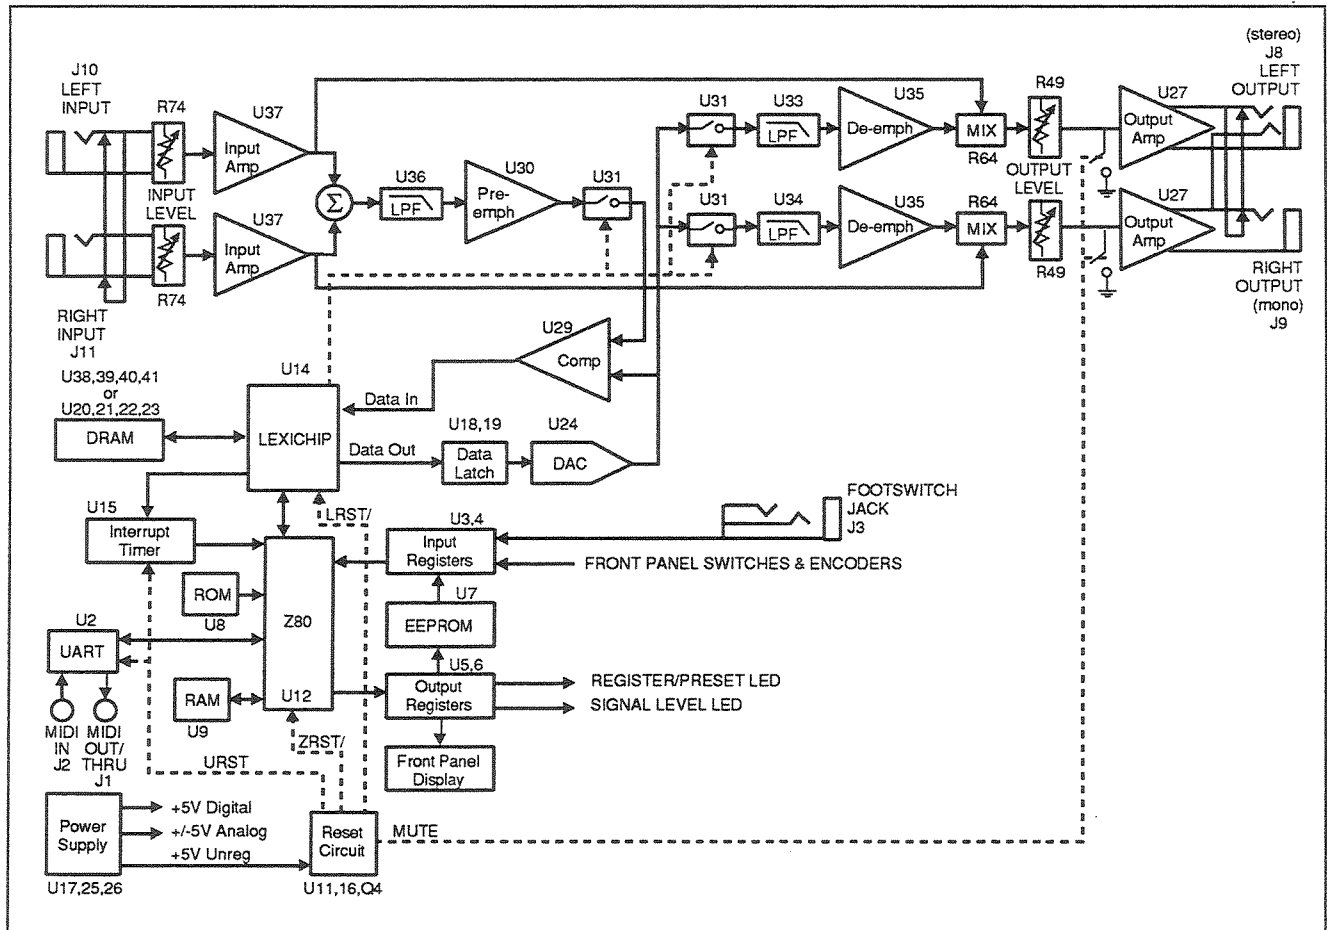 J10
LEFT
INPUT
R74
U37
Input
Amp
INPUT
LEVEL
U37
Input
Amp
R74
RIGHT
INPUT
J11
Σ
U36
LPF
U30
Pre-
emph
U31
U31
U33
LPF
U35
De-emph
MIX
R64
R49
OUTPUT
LEVEL
U27
Output
Amp
(stereo)
J8
LEFT
OUTPUT
U31
U34
LPF
U35
De-emph
R64
MIX
R49
U27
Output
Amp
RIGHT
OUTPUT
(mono)
J9
U29
Comp
U38,39,40,41
or
U20,21,22,23
DRAM
U14
LEXICHIP
Data In
Data Out
U18,19
Data
Latch
U24
DAC
U15
Interrupt
Timer
LRST/
U3,4
Input
Registers
FOOTSWITCH
JACK
J3
FRONT PANEL SWITCHES & ENCODERS
ROM
U8
Z80
U12
U7
EEPROM
U2
UART
RAM
U9
U5,6
Output
Registers
REGISTER/PRESET LED
SIGNAL LEVEL LED
MIDI
IN
J2
MIDI
OUT/
THRU
J1
URST
ZRST/
Front Panel
Display
Power
Supply
U17,25,26
+5V Digital
+/-5V Analog
+5V Unreg
Reset
Circuit
U11,16,Q4
MUTE